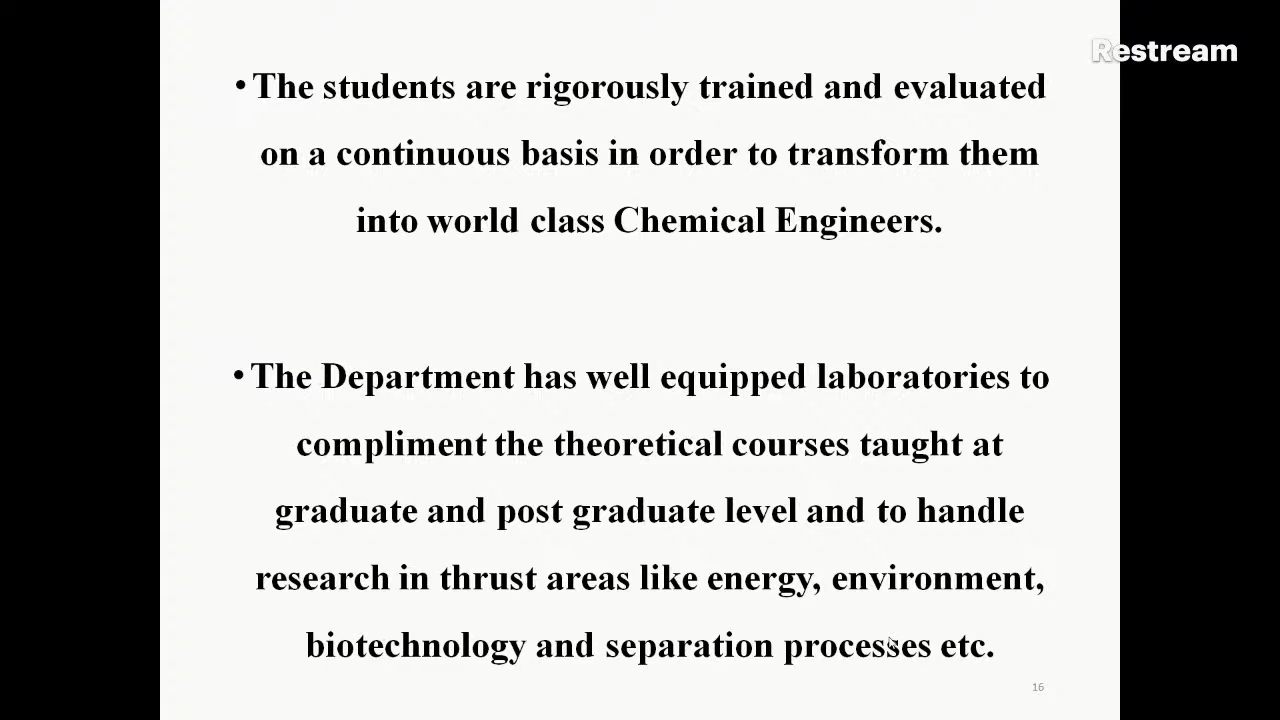 Restream
•The students are rigorously trained and evaluated
on a continuous basis in order to transform them
into world class Chemical Engineers.
•The Department has well equipped laboratories to
compliment the theoretical courses taught at
graduate and post graduate level and to handle
research in thrust areas like energy, environment,
biotechnology and separation processes etc.
16